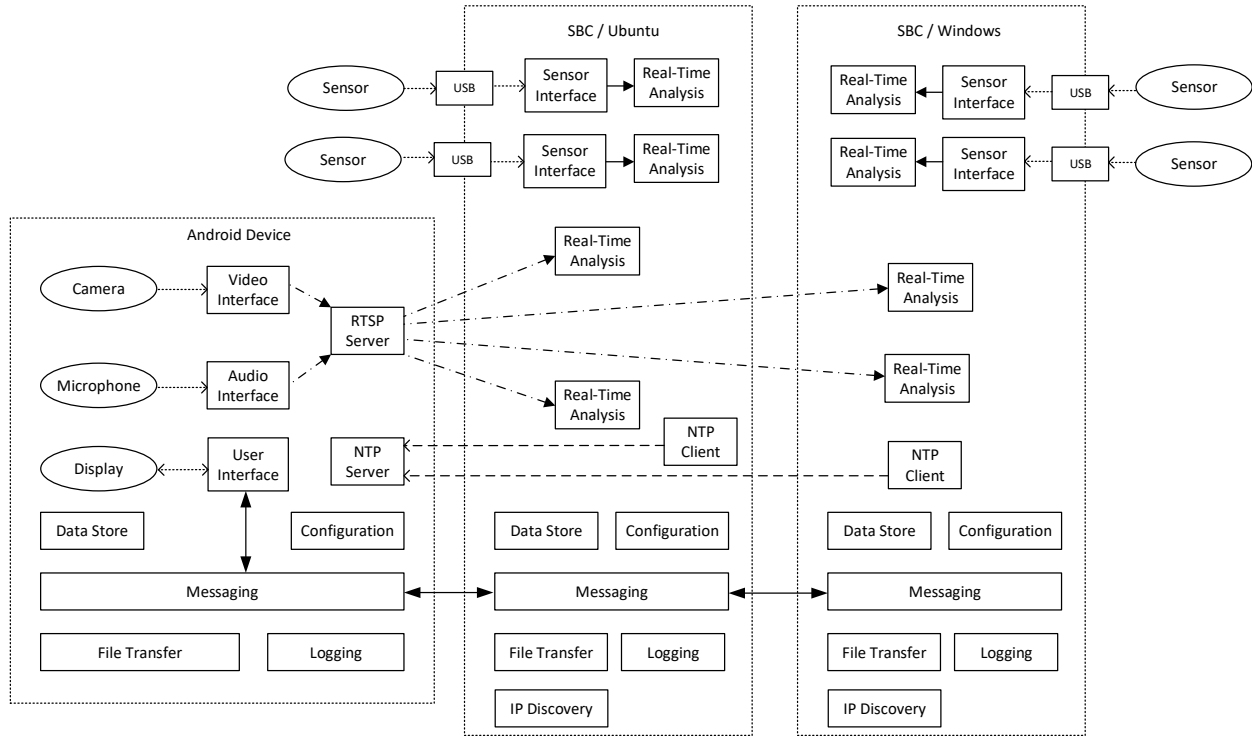 SBC / Ubuntu
SBC / Windows
Sensor
USB
Sensor
Interface
Real-Time
Analysis
Real-Time
Analysis
Sensor
Interface
USB
Sensor
Sensor
USB
Sensor
Interface
Real-Time
Analysis
Real-Time
Analysis
Sensor
Interface
USB
Sensor
Android Device
Camera
Video
Interface
RTSP
Server
Real-Time
Analysis
Real-Time
Analysis
Microphone
Audio
Interface
Real-Time
Analysis
Real-Time
Analysis
Display
User
Interface
NTP
Server
NTP
Client
NTP
Client
Data Store
Configuration
Data Store
Configuration
Data Store
Configuration
Messaging
Messaging
Messaging
File Transfer
Logging
File Transfer
Logging
File Transfer
Logging
IP Discovery
IP Discovery